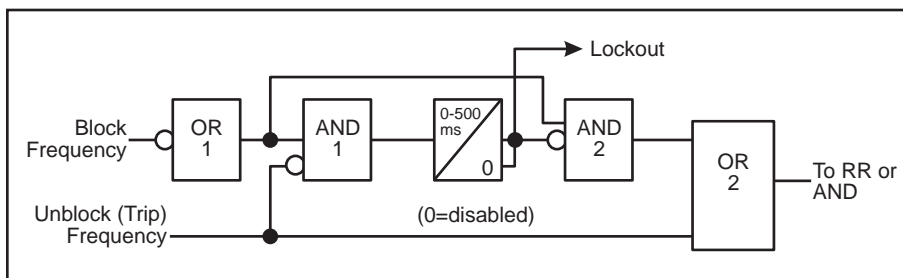 Lockout
Block
Frequency
OR
1
AND
1
0-500
ms
0
AND
2
OR
2
To RR or
AND
Unblock (Trip)
Frequency
(0=disabled)